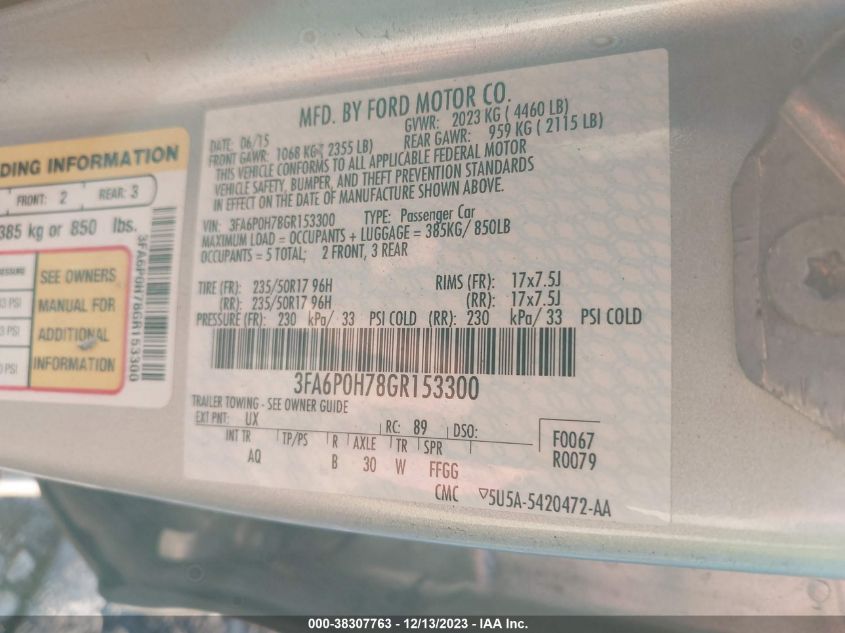 MFD. BY FORD MOTOR CO.
DATE: 06/15
GVWR: 2023 KG ( 4460 LB)
FRONT GAWR: 1068 KG( 2355 LB)
REAR GAWR: 959 KG ( 2115 LB)
THIS VEHICLE CONFORMS TO ALL APPLICABLE FEDERAL MOTOR
VEHICLE SAFETY, BUMPER, AND THEFT PREVENTION STANDARDS
IN EFFECT ON THE DATE OF MANUFACTURE SHOWN ABOVE.
VIN: 3FA6P0H78GR153300 TYPE: Passenger Car
MAXIMUM LOAD = OCCUPANTS + LUGGAGE = 385KG/ 850LB
OCCUPANTS = 5 TOTAL; 2 FRONT, 3 REAR
TIRE (FR): 235/50R17 96H RIMS (FR): 17x7.5J
(RR): 235/50R17 96H (RR): 17x7.5J
PRESSURE (FR): 230 kPa/ 33 PSI COLD (RR): 230 kPa/ 33 PSI COLD
3FA6P0H78GR153300
TRAILER TOWING - SEE OWNER GUIDE
EXT PNT: UX RC: 89 DSO:
INT TR TP/PS R AXLE TR SPR
AQ B 30 W FFGG
F0067
R0079
CMC ▽5U5A-5420472-AA
DING INFORMATION
FRONT: 2 REAR: 3
385 kg or 850 lbs.
SEE OWNERS
MANUAL FOR
ADDITIONAL
INFORMATION
PSI
PSI
PSI
3FA6P0H78GR153300
000-38307763 - 12/13/2023 - IAA Inc.